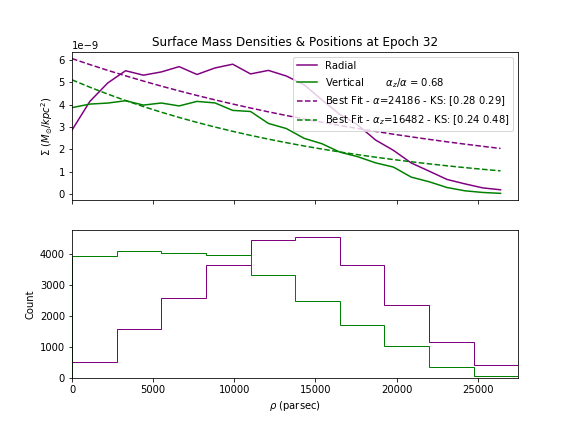 Surface Mass Densities & Positions at Epoch 32
1e−9
6
5
4
3
2
1
0
Σ (M⊙/kpc²)
Radial
Vertical αz/α = 0.68
Best Fit - α=24186 - KS: [0.28 0.29]
Best Fit - αz=16482 - KS: [0.24 0.48]
4000
3000
2000
1000
0
Count
0 5000 10000 15000 20000 25000
ρ (parsec)